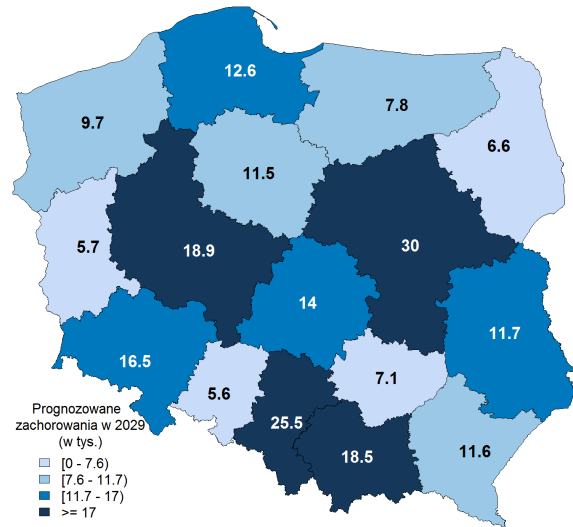 12.6
9.7
7.8
6.6
11.5
5.7
18.9
30
14
11.7
16.5
5.6
7.1
25.5
18.5
11.6
Prognozowane
zachorowania w 2029
(w tys.)
[0 - 7.6)
[7.6 - 11.7)
[11.7 - 17)
>= 17